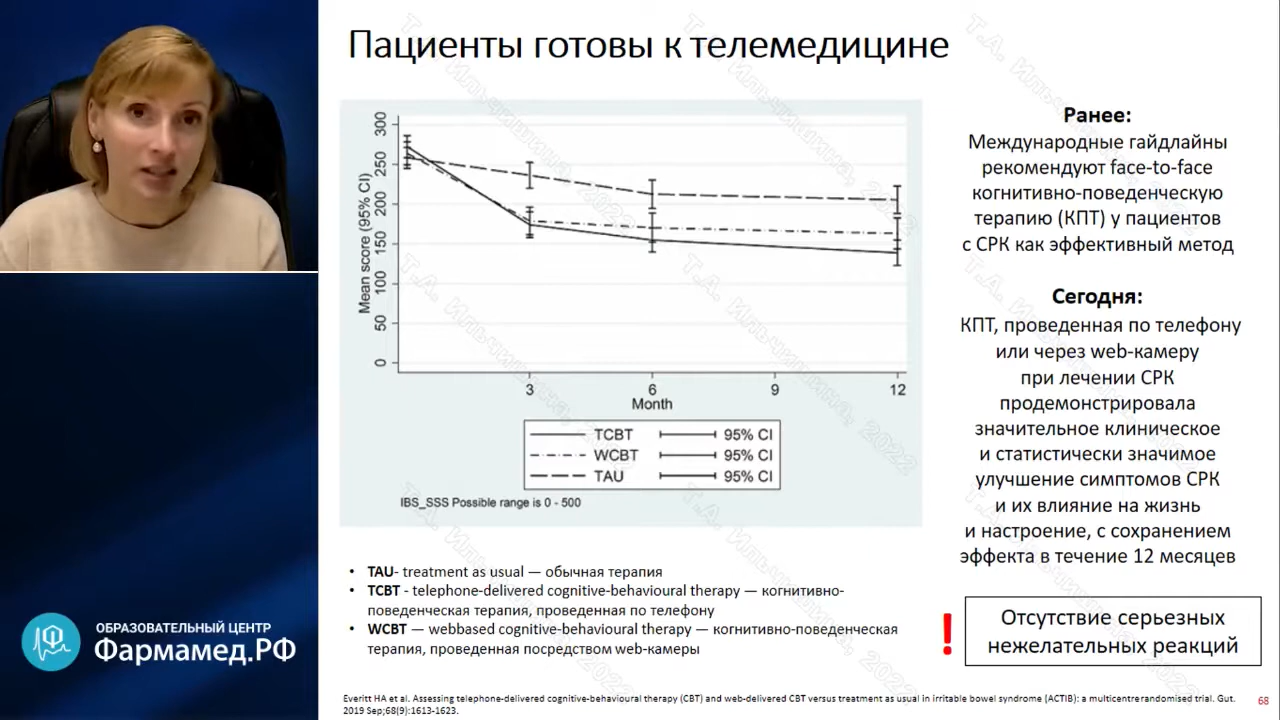 Пациенты готовы к телемедицине
300
250
200
150
100
50
0
Mean score (95% CI)
3
6
9
12
Month
TCBT 95% CI
WCBT 95% CI
TAU 95% CI
IBS_SSS Possible range is 0 - 500
• TAU- treatment as usual — обычная терапия
• TCBT - telephone-delivered cognitive-behavioural therapy — когнитивно-
поведенческая терапия, проведенная по телефону
• WCBT — webbased cognitive-behavioural therapy — когнитивно-поведенческая
терапия, проведенная посредством web-камеры
Ранее:
Международные гайдлайны
рекомендуют face-to-face
когнитивно-поведенческую
терапию (КПТ) у пациентов
с СРК как эффективный метод
Сегодня:
КПТ, проведенная по телефону
или через web-камеру
при лечении СРК
продемонстрировала
значительное клиническое
и статистически значимое
улучшение симптомов СРК
и их влияние на жизнь
и настроение, с сохранением
эффекта в течение 12 месяцев
!
Отсутствие серьезных
нежелательных реакций
ОБРАЗОВАТЕЛЬНЫЙ ЦЕНТР
Фармамед.РФ
Everitt HA et al. Assessing telephone-delivered cognitive-behavioural therapy (CBT) and web-delivered CBT versus treatment as usual in irritable bowel syndrome (ACTIB): a multicentre randomised trial. Gut.
2019 Sep;68(9):1613-1623.
68
Т.А. Ильчишина, 2022